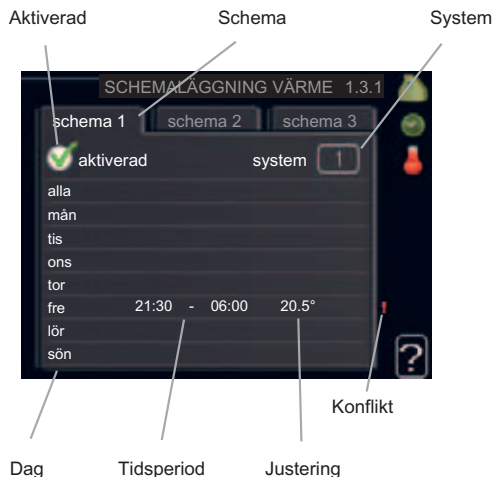 Aktiverad Schema System
SCHEMALÄGGNING VÄRME 1.3.1
schema 1 schema 2 schema 3
aktiverad system 1
alla
mån
tis
ons
tor
fre 21:30 - 06:00 20.5°
lör
sön
?
Konflikt
Dag Tidsperiod Justering